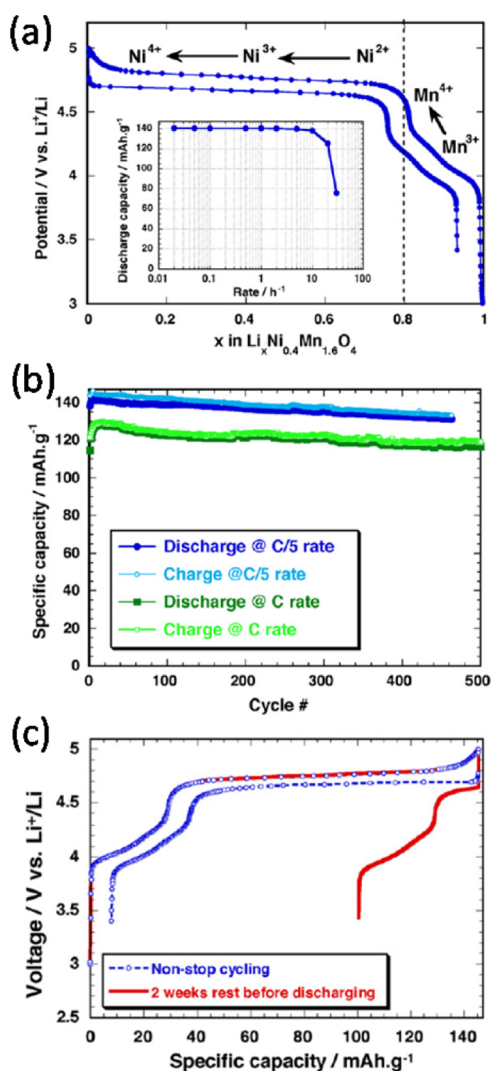 (a)
Ni4+
Ni3+
Ni2+
Mn4+
Mn3+
Potential / V vs. Li+/Li
5
4.5
4
3.5
3
Discharge capacity / mAh.g-1
140
120
100
80
60
40
20
0
0.01 0.1 1 10 100
Rate / h-1
0 0.2 0.4 0.6 0.8 1
x in LixNi0.4Mn1.6O4
(b)
Specific capacity / mAh.g-1
140
120
100
80
60
40
20
0
Discharge @ C/5 rate
Charge @C/5 rate
Discharge @ C rate
Charge @ C rate
0 100 200 300 400 500
Cycle #
(c)
Voltage / V vs. Li+/Li
5
4.5
4
3.5
3
2.5
Non-stop cycling
2 weeks rest before discharging
0 20 40 60 80 100 120 140
Specific capacity / mAh.g-1